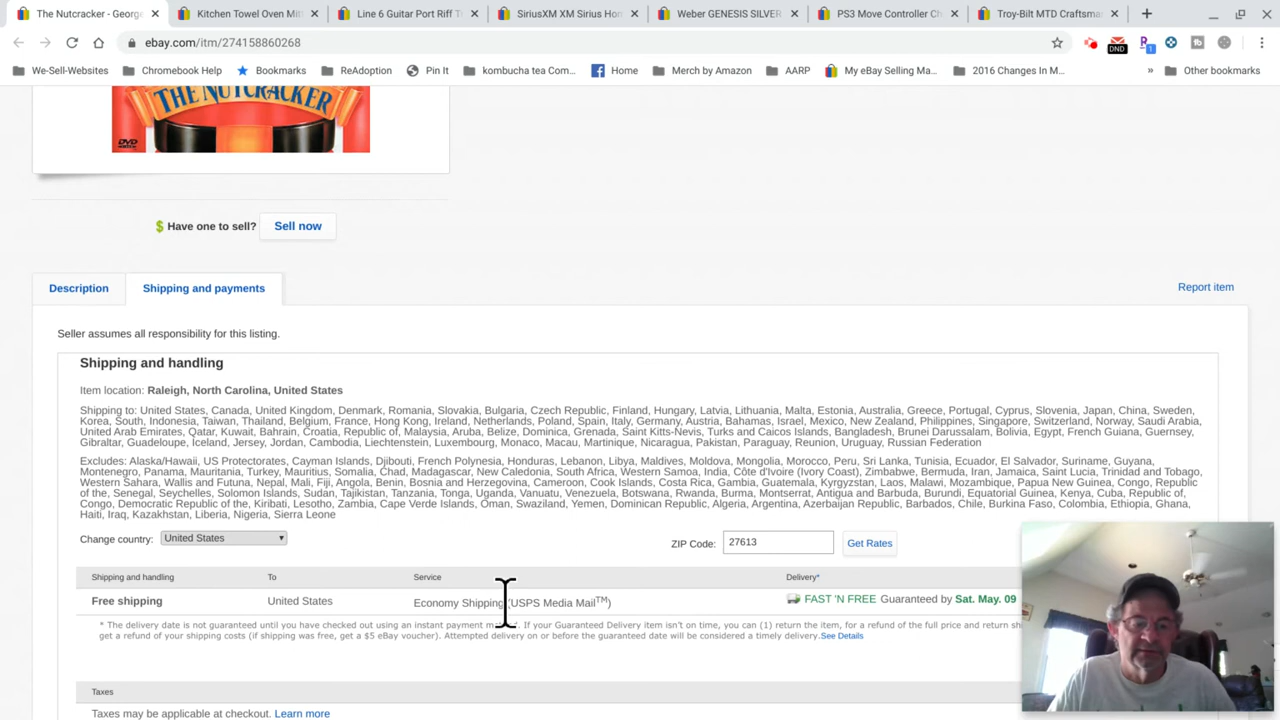 The Nutcracker - George
Kitchen Towel Oven Mit
Line 6 Guitar Port Riff T
SiriusXM XM Sirius Hom
Weber GENESIS SILVER
PS3 Move Controller Ch
Troy-Bilt MTD Craftsma
ebay.com/itm/274158860268
DND
1
We-Sell-Websites
Chromebook Help
Bookmarks
ReAdoption
Pin It
kombucha tea Com...
Home
Merch by Amazon
AARP
My eBay Selling Ma...
2016 Changes In M...
»
Other bookmarks
THE NUTCRACKER
DVD
Have one to sell? Sell now
Description
Shipping and payments
Report item
Seller assumes all responsibility for this listing.
Shipping and handling
Item location: Raleigh, North Carolina, United States
Shipping to: United States, Canada, United Kingdom, Denmark, Romania, Slovakia, Bulgaria, Czech Republic, Finland, Hungary, Latvia, Lithuania, Malta, Estonia, Australia, Greece, Portugal, Cyprus, Slovenia, Japan, China, Sweden,
Korea, South, Indonesia, Taiwan, Thailand, Belgium, France, Hong Kong, Ireland, Netherlands, Poland, Spain, Italy, Germany, Austria, Bahamas, Israel, Mexico, New Zealand, Philippines, Singapore, Switzerland, Norway, Saudi Arabia,
United Arab Emirates, Qatar, Kuwait, Bahrain, Croatia, Republic of, Malaysia, Aruba, Belize, Dominica, Grenada, Saint Kitts-Nevis, Turks and Caicos Islands, Bangladesh, Brunei Darussalam, Bolivia, Egypt, French Guiana, Guernsey,
Gibraltar, Guadeloupe, Iceland, Jersey, Jordan, Cambodia, Liechtenstein, Luxembourg, Monaco, Macau, Martinique, Nicaragua, Pakistan, Paraguay, Reunion, Uruguay, Russian Federation
Excludes: Alaska/Hawaii, US Protectorates, Cayman Islands, Djibouti, French Polynesia, Honduras, Lebanon, Libya, Maldives, Moldova, Mongolia, Morocco, Peru, Sri Lanka, Tunisia, Ecuador, El Salvador, Suriname, Guyana,
Montenegro, Panama, Mauritania, Turkey, Mauritius, Somalia, Chad, Madagascar, New Caledonia, South Africa, Western Samoa, India, Côte d'Ivoire (Ivory Coast), Zimbabwe, Bermuda, Iran, Jamaica, Saint Lucia, Trinidad and Tobago,
Western Sahara, Wallis and Futuna, Nepal, Mali, Fiji, Angola, Benin, Bosnia and Herzegovina, Cameroon, Cook Islands, Costa Rica, Gambia, Guatemala, Kyrgyzstan, Laos, Malawi, Mozambique, Papua New Guinea, Congo, Republic
of the, Senegal, Seychelles, Solomon Islands, Sudan, Tajikistan, Tanzania, Tonga, Uganda, Vanuatu, Venezuela, Botswana, Rwanda, Burma, Montserrat, Antigua and Barbuda, Burundi, Equatorial Guinea, Kenya, Cuba, Republic of
Congo, Democratic Republic of the, Kiribati, Lesotho, Zambia, Cape Verde Islands, Oman, Swaziland, Yemen, Dominican Republic, Algeria, Argentina, Azerbaijan Republic, Barbados, Chile, Burkina Faso, Colombia, Ethiopia, Ghana,
Haiti, Iraq, Kazakhstan, Liberia, Nigeria, Sierra Leone
Change country: United States ZIP Code: 27613 Get Rates
Shipping and handling To Service Delivery*
Free shipping United States Economy Shipping (USPS Media Mail™) FAST 'N FREE Guaranteed by Sat. May. 09
* The delivery date is not guaranteed until you have checked out using an instant payment m . If your Guaranteed Delivery item isn't on time, you can (1) return the item, for a refund of the full price and return sh
get a refund of your shipping costs (if shipping was free, get a $5 eBay voucher). Attempted delivery on or before the guaranteed date will be considered a timely delivery.See Details
Taxes
Taxes may be applicable at checkout. Learn more